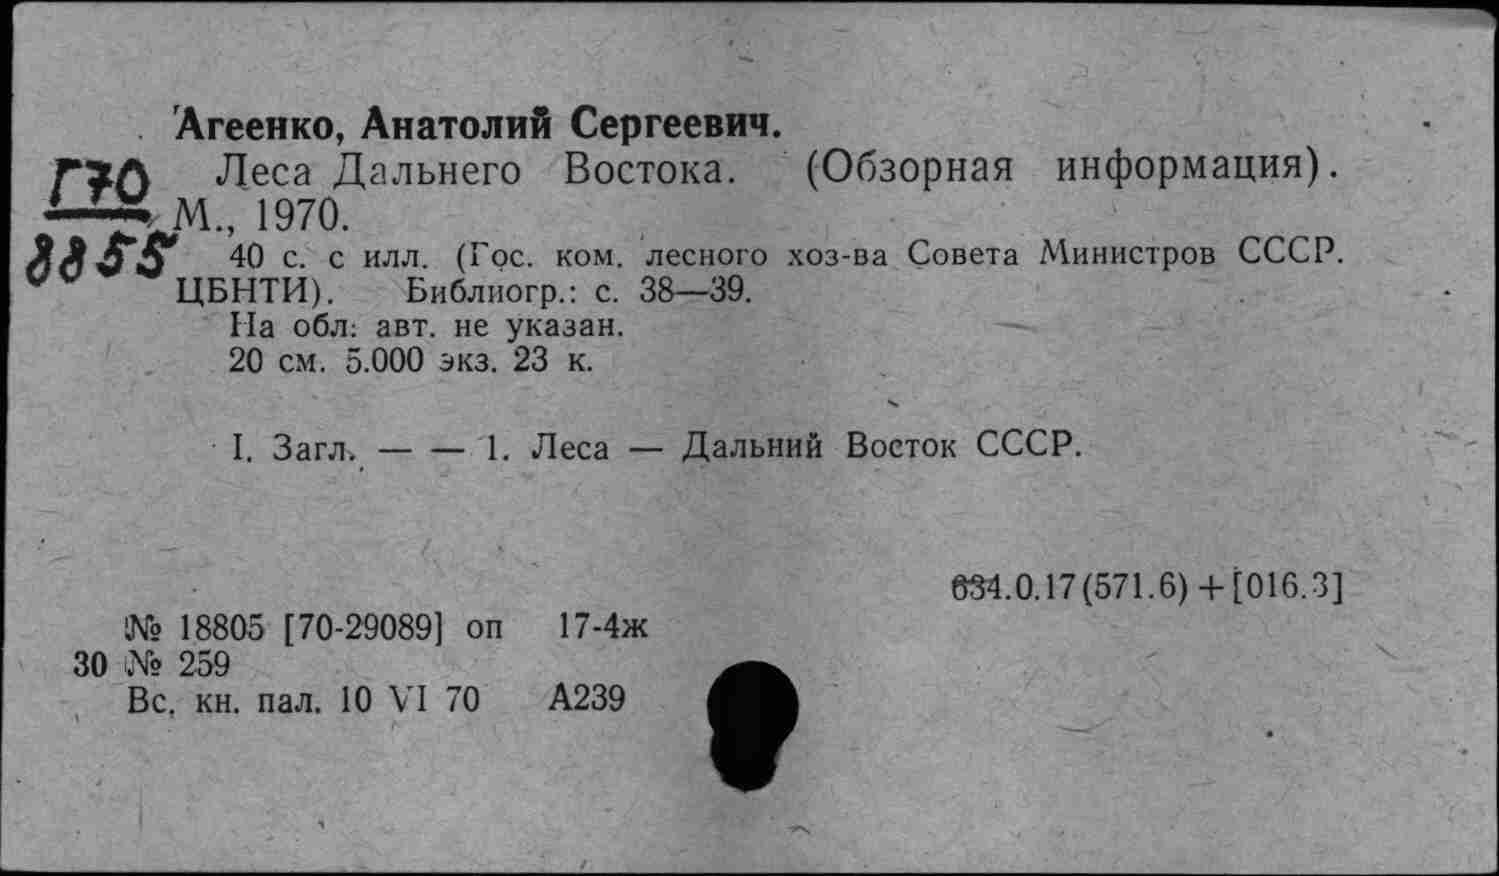 Агеенко, Анатолий Сергеевич.
Г70 Леса Дальнего Востока. (Обзорная информация).
М., 1970.
8855 40 с. с илл. (Гос. ком. лесного хоз-ва Совета Министров СССР.
ЦБНТИ). Библиогр.: с. 38—39.
На обл: авт. не указан.
20 см. 5.000 экз. 23 к.
I. Загл. — — 1. Леса — Дальний Восток СССР.
634.0.17(571.6)+[016.3]
№ 18805 [70-29089] оп 17-4ж
30 № 259
Вс. кн. пал. 10 VI 70 А239